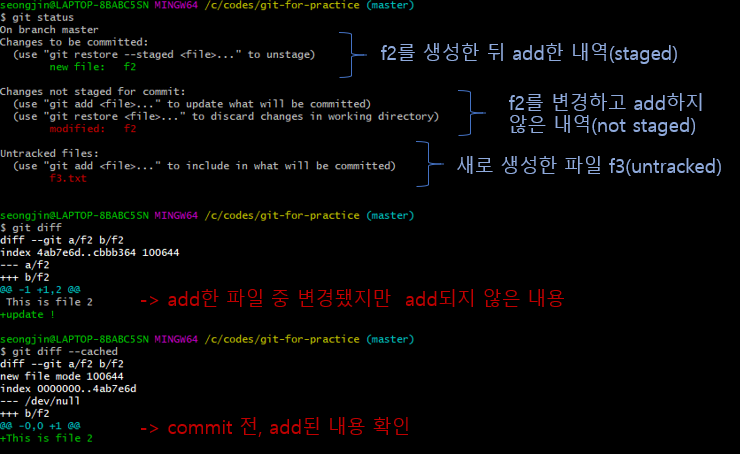 seongjin@LAPTOP-8BABC5SN MINGW64 /c/codes/git-for-practice (master)
$ git status
On branch master
Changes to be committed:
  (use "git restore --staged <file>..." to unstage)
        new file:   f2
f2를 생성한 뒤 add한 내역(staged)
Changes not staged for commit:
  (use "git add <file>..." to update what will be committed)
  (use "git restore <file>..." to discard changes in working directory)
        modified:   f2
f2를 변경하고 add하지
않은 내역(not staged)
Untracked files:
  (use "git add <file>..." to include in what will be committed)
        f3.txt
새로 생성한 파일 f3(untracked)
seongjin@LAPTOP-8BABC5SN MINGW64 /c/codes/git-for-practice (master)
$ git diff
diff --git a/f2 b/f2
index 4ab7e6d..cbbb364 100644
--- a/f2
+++ b/f2
@@ -1 +1,2 @@
 This is file 2
+update !
-> add한 파일 중 변경됐지만 add되지 않은 내용
seongjin@LAPTOP-8BABC5SN MINGW64 /c/codes/git-for-practice (master)
$ git diff --cached
diff --git a/f2 b/f2
new file mode 100644
index 0000000..4ab7e6d
--- /dev/null
+++ b/f2
@@ -0,0 +1 @@
+This is file 2
-> commit 전, add된 내용 확인